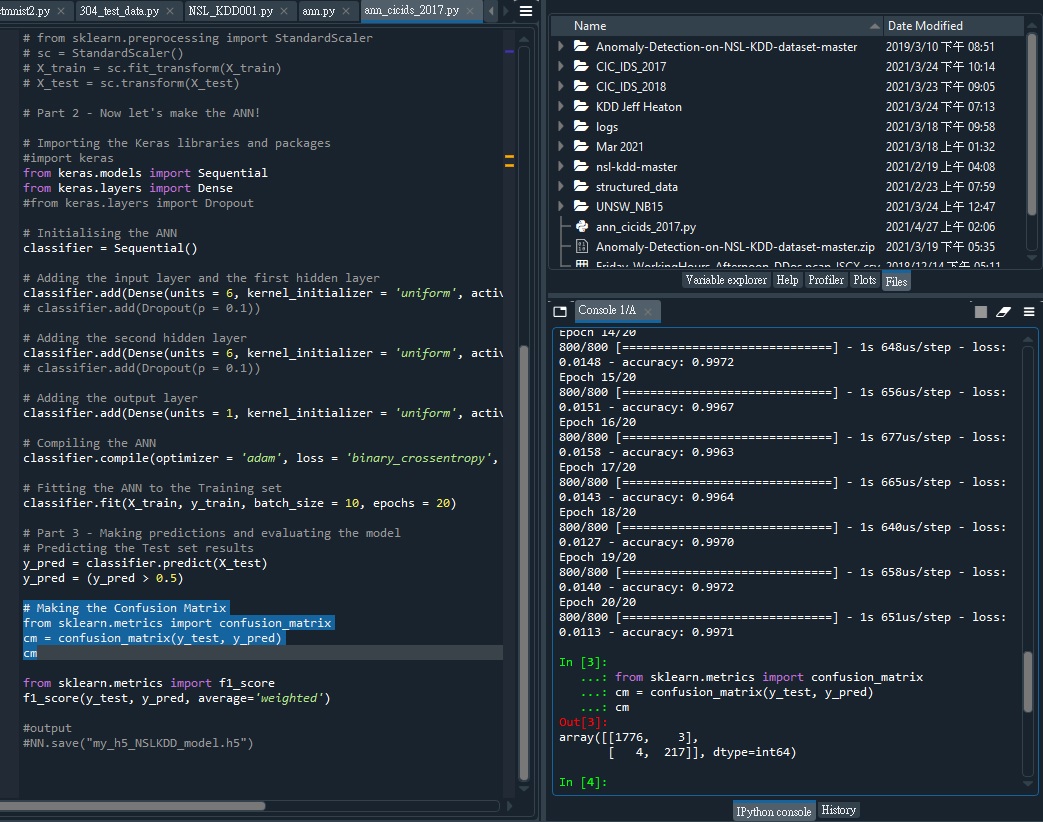 tmnist2.py 304_test_data.py NSL_KDD001.py ann.py ann_cicids_2017.py
# from sklearn.preprocessing import StandardScaler
# sc = StandardScaler()
# X_train = sc.fit_transform(X_train)
# X_test = sc.transform(X_test)
# Part 2 - Now let's make the ANN!
# Importing the Keras libraries and packages
#import keras
from keras.models import Sequential
from keras.layers import Dense
#from keras.layers import Dropout
# Initialising the ANN
classifier = Sequential()
# Adding the input layer and the first hidden layer
classifier.add(Dense(units = 6, kernel_initializer = 'uniform', activ
# classifier.add(Dropout(p = 0.1))
# Adding the second hidden layer
classifier.add(Dense(units = 6, kernel_initializer = 'uniform', activ
# classifier.add(Dropout(p = 0.1))
# Adding the output layer
classifier.add(Dense(units = 1, kernel_initializer = 'uniform', activ
# Compiling the ANN
classifier.compile(optimizer = 'adam', loss = 'binary_crossentropy',
# Fitting the ANN to the Training set
classifier.fit(X_train, y_train, batch_size = 10, epochs = 20)
# Part 3 - Making predictions and evaluating the model
# Predicting the Test set results
y_pred = classifier.predict(X_test)
y_pred = (y_pred > 0.5)
# Making the Confusion Matrix
from sklearn.metrics import confusion_matrix
cm = confusion_matrix(y_test, y_pred)
cm
from sklearn.metrics import f1_score
f1_score(y_test, y_pred, average='weighted')
#output
#NN.save("my_h5_NSLKDD_model.h5")
Name Date Modified
Anomaly-Detection-on-NSL-KDD-dataset-master 2019/3/10 下午 08:51
CIC_IDS_2017 2021/3/24 下午 10:14
CIC_IDS_2018 2021/3/23 下午 09:05
KDD Jeff Heaton 2021/3/24 下午 07:13
logs 2021/3/18 下午 09:58
Mar 2021 2021/3/18 上午 01:32
nsl-kdd-master 2021/2/19 上午 04:08
structured_data 2021/2/23 上午 07:59
UNSW_NB15 2021/3/24 上午 12:47
ann_cicids_2017.py 2021/4/27 上午 02:06
Anomaly-Detection-on-NSL-KDD-dataset-master.zip 2021/3/19 下午 05:35
Friday_WorkingHours_Afternoon_DDos.pcap_ISCX.csv 2018/12/14 下午 05:11
Variable explorer Help Profiler Plots Files
Console 1/A
Epoch 14/20
800/800 [==============================] - 1s 648us/step - loss:
0.0148 - accuracy: 0.9972
Epoch 15/20
800/800 [==============================] - 1s 656us/step - loss:
0.0151 - accuracy: 0.9967
Epoch 16/20
800/800 [==============================] - 1s 677us/step - loss:
0.0158 - accuracy: 0.9963
Epoch 17/20
800/800 [==============================] - 1s 665us/step - loss:
0.0143 - accuracy: 0.9964
Epoch 18/20
800/800 [==============================] - 1s 640us/step - loss:
0.0127 - accuracy: 0.9970
Epoch 19/20
800/800 [==============================] - 1s 658us/step - loss:
0.0140 - accuracy: 0.9972
Epoch 20/20
800/800 [==============================] - 1s 651us/step - loss:
0.0113 - accuracy: 0.9971
In [3]:
...: from sklearn.metrics import confusion_matrix
...: cm = confusion_matrix(y_test, y_pred)
...: cm
Out[3]:
array([[1776,    3],
[   4,  217]], dtype=int64)
In [4]:
IPython console History